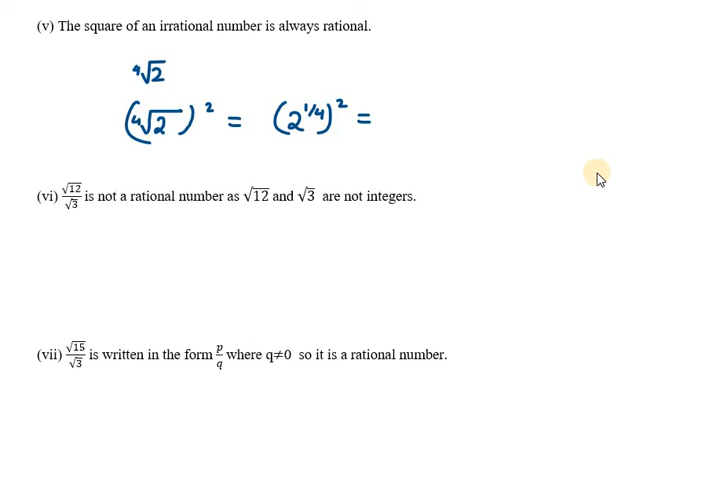 (v) The square of an irrational number is always rational.
⁴√2
(⁴√2)² = (2^1/4)² =
(vi) √12/√3 is not a rational number as √12 and √3 are not integers.
(vii) √15/√3 is written in the form p/q where q≠0 so it is a rational number.